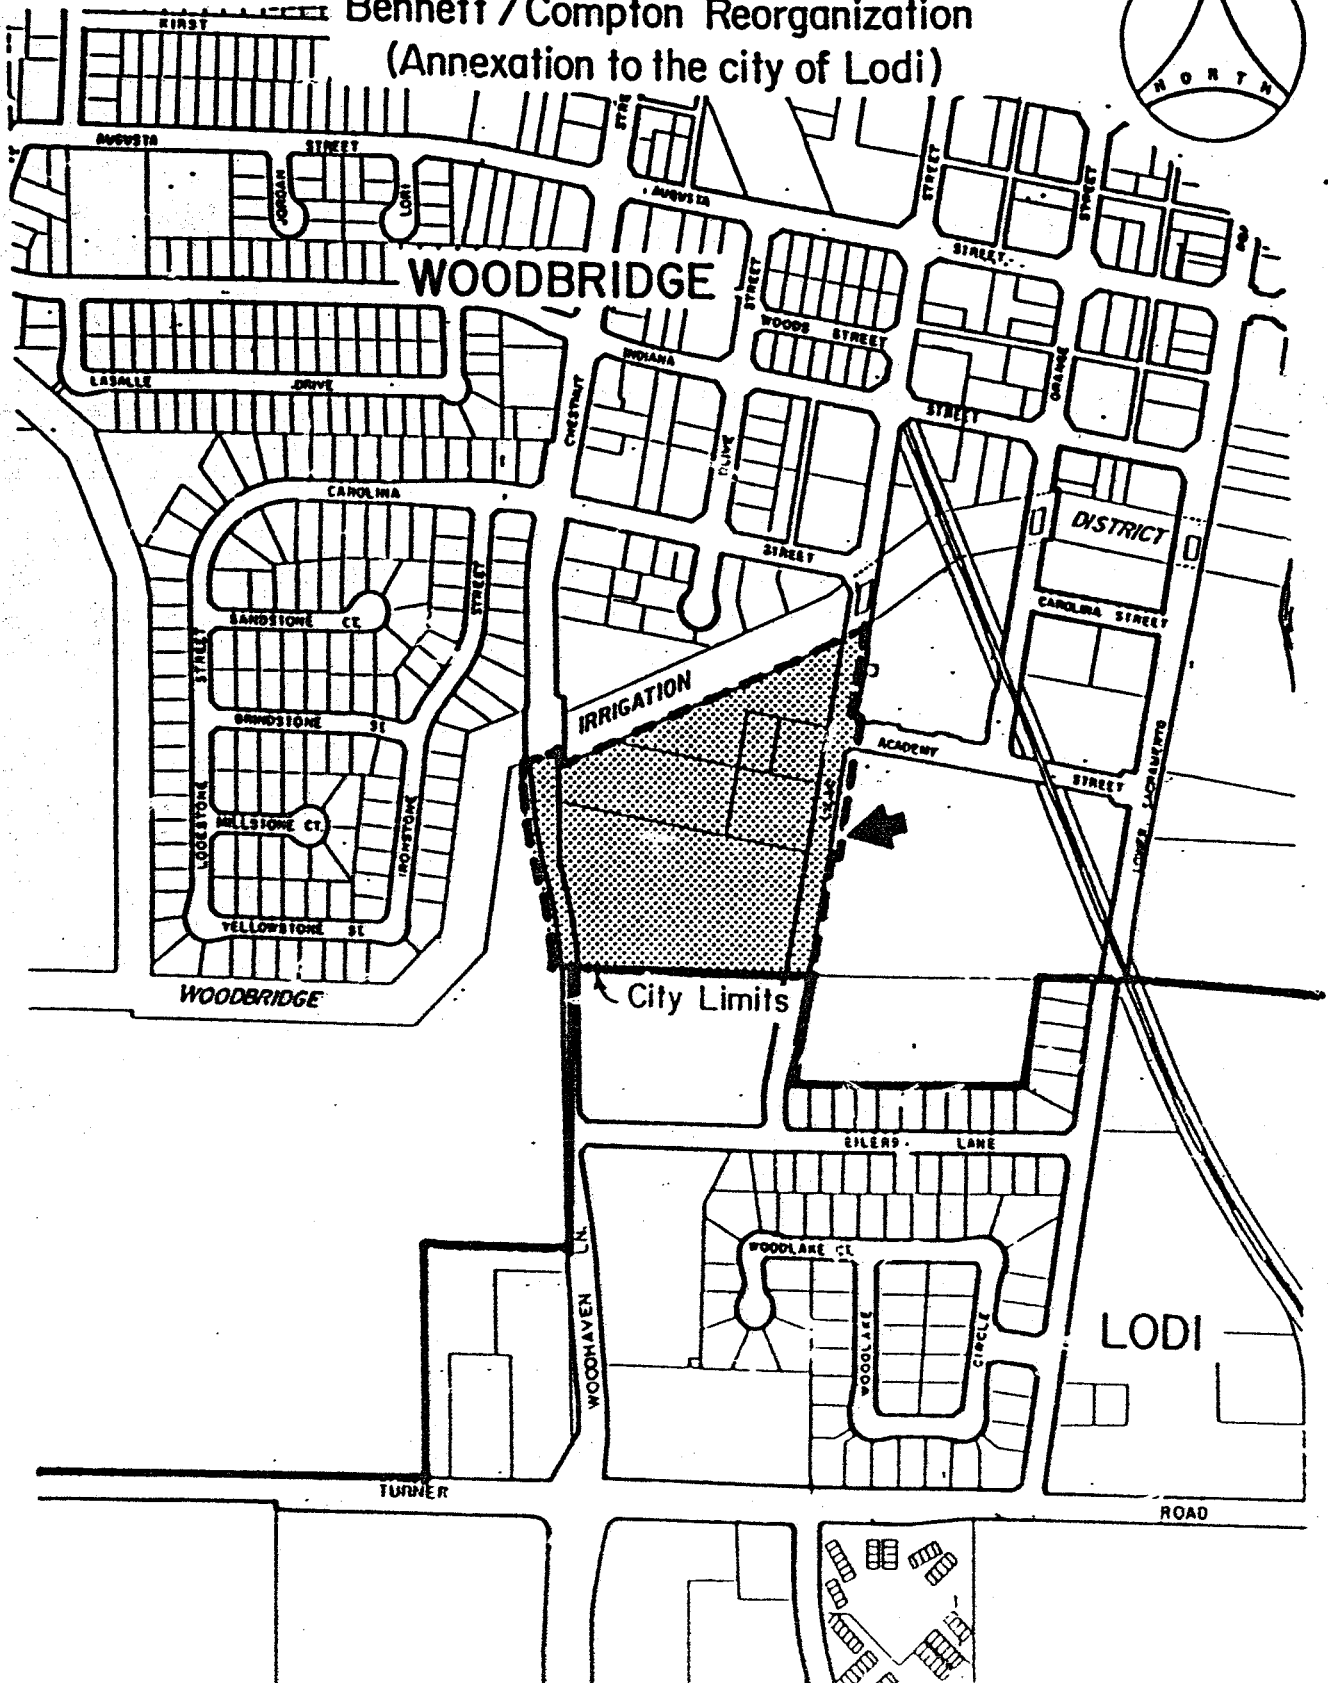 Bennett / Compton Reorganization
(Annexation to the city of Lodi)
NORTH
KIRST
AUGUSTA
STREET
JORDAN
LORI
AUGUSTA
STREET
STREET
STREET
STREET
WOODBRIDGE
WOODS STREET
INDIANA
STREET
ORANGE
LASALLE DRIVE
CHESTNUT
OLIVE
CAROLINA
STREET
DISTRICT
SANDSTONE CT.
STREET
CAROLINA STREET
STREET
IRRIGATION
GRINDSTONE ST.
ACADEMY
STREET
LOWER SACRAMENTO
LODESTONE
MILLSTONE CT.
IRONSTONE
LILAC
YELLOWSTONE ST.
WOODBRIDGE
City Limits
EILERS LANE
WOODHAVEN LN.
WOODLAKE CT.
WOODLAKE
CIRCLE
LODI
TURNER
ROAD